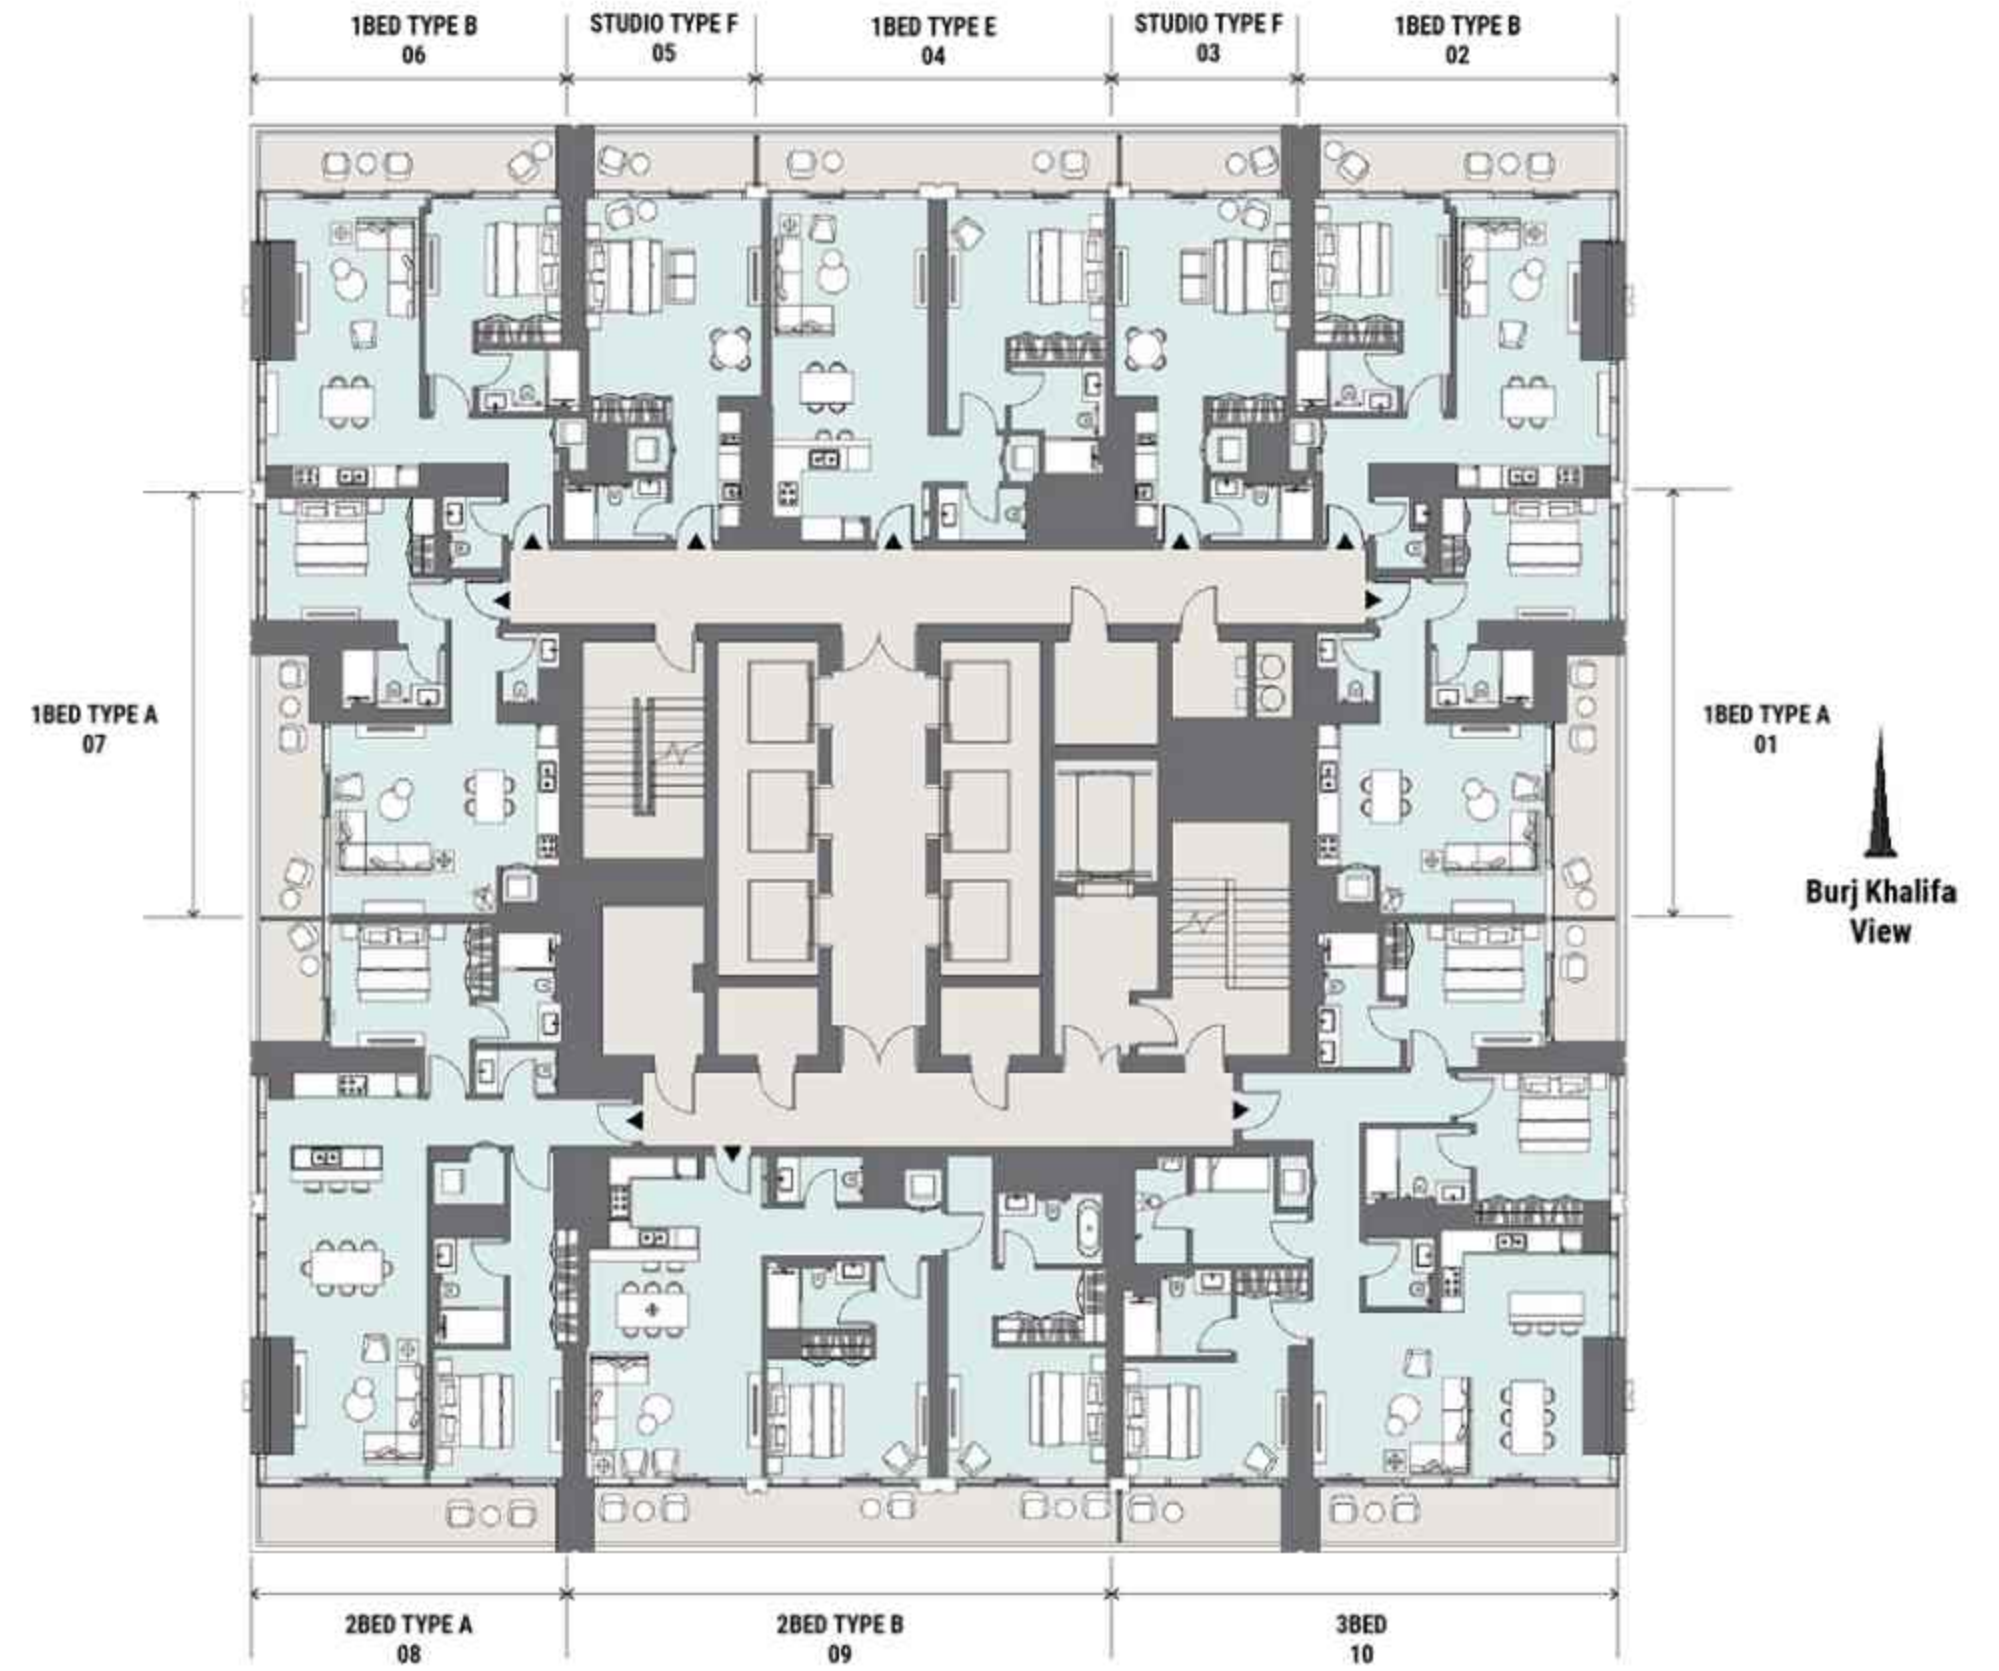 1BED TYPE B
06
STUDIO TYPE F
05
1BED TYPE E
04
STUDIO TYPE F
03
1BED TYPE B
02
1BED TYPE A
07
1BED TYPE A
01
Burj Khalifa
View
2BED TYPE A
08
2BED TYPE B
09
3BED
10